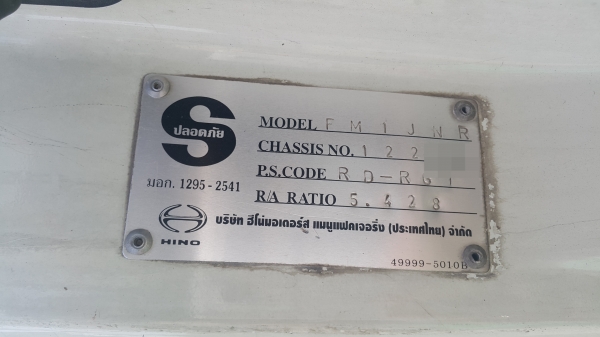 S
ปลอดภัย
มอก. 1295 - 2541
MODEL FM1JNR
CHASSIS NO. 122
P.S.CODE RD-RG1
R/A RATIO 5.428
HINO
บริษัท ฮีโน่มอเตอร์ส แมนูแฟคเจอริ่ง (ประเทศไทย) จำกัด
49999-5010B